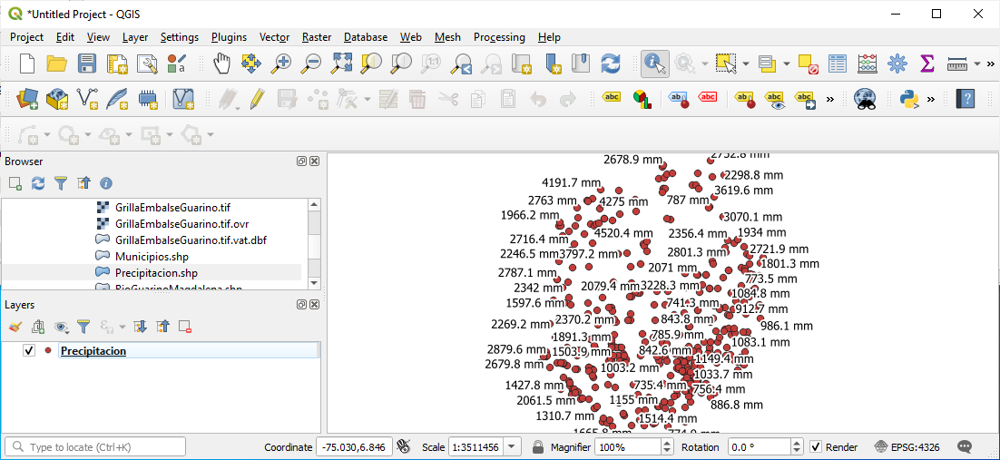 *Untitled Project - QGIS
Project Edit View Layer Settings Plugins Vector Raster Database Web Mesh Processing Help
1:1
abc abc abc abc abc abc
Browser
GrillaEmbalseGuarino.tif
GrillaEmbalseGuarino.tif.ovr
GrillaEmbalseGuarino.tif.vat.dbf
Municipios.shp
Precipitacion.shp
RioGuarinoMagdalena.shp
Layers
Precipitacion
2678.9 mm 2752.8 mm
2298.8 mm
4191.7 mm 3619.6 mm
2763 mm 4275 mm 787 mm
1966.2 mm 3070.1 mm
2716.4 mm 4520.4 mm 2356.4 mm 1934 mm
2246.5 mm 3797.2 mm 2801.3 mm 2721.9 mm
2787.1 mm 2071 mm 1801.3 mm
2342 mm 2079.4 mm 3228.3 mm 773.5 mm
1597.6 mm 741.3 mm 1084.8 mm
2269.2 mm 2370.2 mm 843.8 mm 912.7 mm
986.1 mm
1891.3 mm 785.9 mm 1083.1 mm
2879.6 mm 1503.9 mm 842.6 mm
2679.8 mm 1003.2 mm 1149.4 mm
1033.7 mm
1427.8 mm 735.4 mm 756.4 mm
2061.5 mm 1155 mm 886.8 mm
1310.7 mm 1514.4 mm
1665.8 mm 774.9 mm
Type to locate (Ctrl+K) Coordinate -75.030,6.846 Scale 1:3511456 Magnifier 100% Rotation 0.0 ° Render EPSG:4326